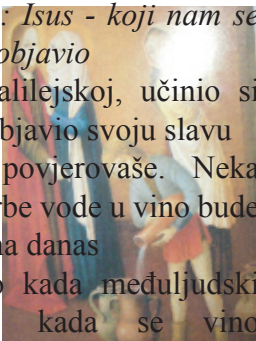 .: Isus - koji nam se
objavio
alilejskoj, učinio si
bjavio svoju slavu
povjerovaše. Neka
rbe vode u vino bude
na danas
o kada međuljudski
kada se vino